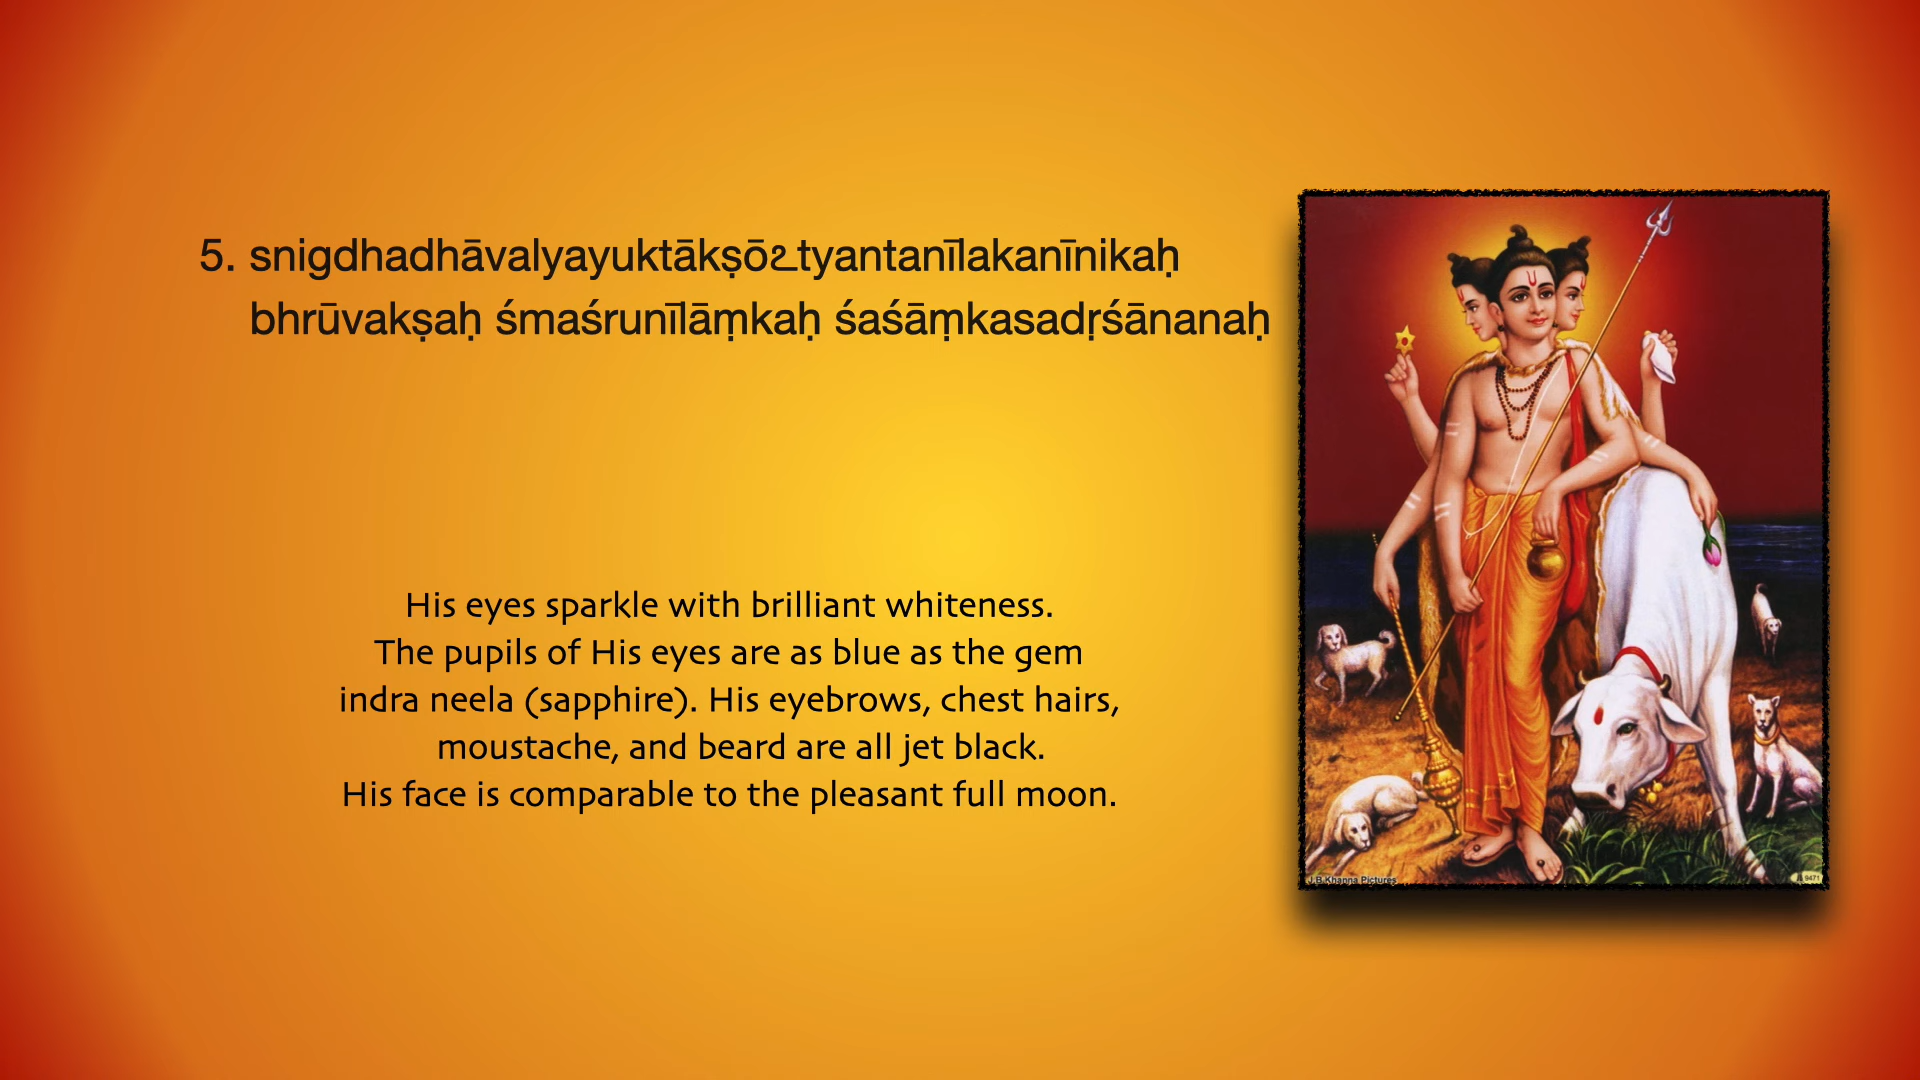 5. snigdhadhāvalyayuktākṣō౽tyantanīlakanīnikaḥ
bhrūvakṣaḥ śmaśrunīlāṃkaḥ śaśāṃkasadṛśānanaḥ
His eyes sparkle with brilliant whiteness.
The pupils of His eyes are as blue as the gem
indra neela (sapphire). His eyebrows, chest hairs,
moustache, and beard are all jet black.
His face is comparable to the pleasant full moon.
J.B.Khanna Pictures
9471